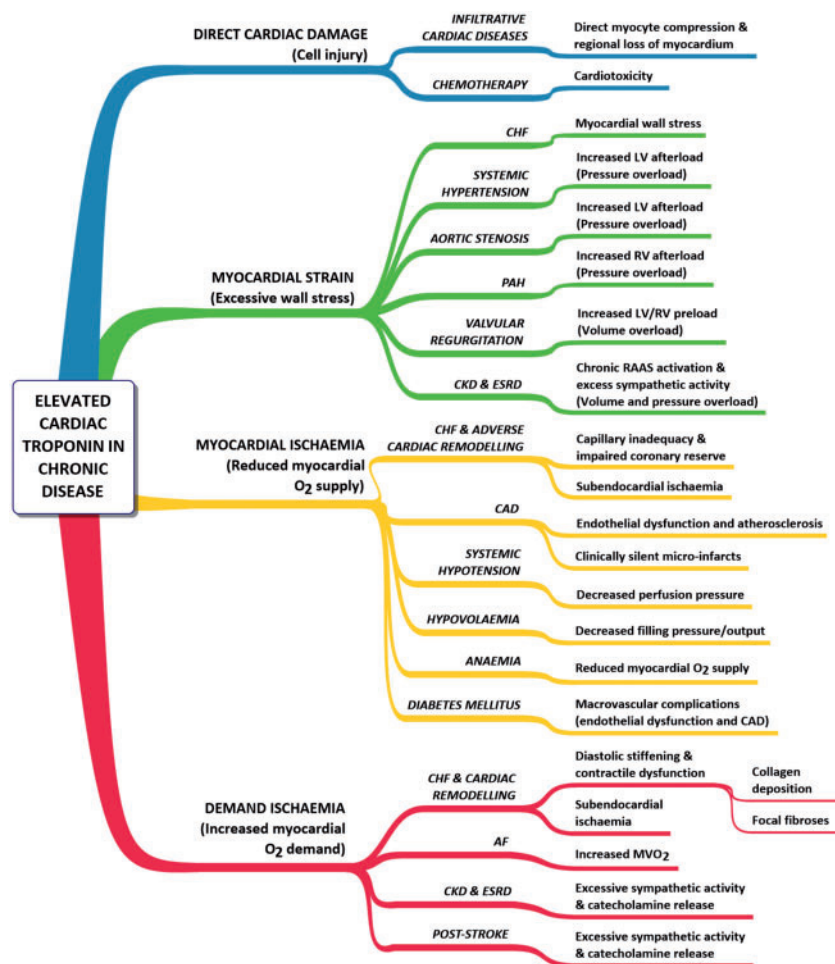 DIRECT CARDIAC DAMAGE
(Cell injury)
INFILTRATIVE
CARDIAC DISEASES
Direct myocyte compression &
regional loss of myocardium
CHEMOTHERAPY
Cardiotoxicity
MYOCARDIAL STRAIN
(Excessive wall stress)
CHF
Myocardial wall stress
SYSTEMIC
HYPERTENSION
Increased LV afterload
(Pressure overload)
AORTIC STENOSIS
Increased LV afterload
(Pressure overload)
PAH
Increased RV afterload
(Pressure overload)
VALVULAR
REGURGITATION
Increased LV/RV preload
(Volume overload)
CKD & ESRD
Chronic RAAS activation &
excess sympathetic activity
(Volume and pressure overload)
ELEVATED
CARDIAC
TROPONIN IN
CHRONIC
DISEASE
MYOCARDIAL ISCHAEMIA
(Reduced myocardial
O2 supply)
CHF & ADVERSE
CARDIAC REMODELLING
Capillary inadequacy &
impaired coronary reserve
Subendocardial ischaemia
CAD
Endothelial dysfunction and atherosclerosis
Clinically silent micro-infarcts
SYSTEMIC
HYPOTENSION
Decreased perfusion pressure
HYPOVOLAEMIA
Decreased filling pressure/output
ANAEMIA
Reduced myocardial O2 supply
DIABETES MELLITUS
Macrovascular complications
(endothelial dysfunction and CAD)
DEMAND ISCHAEMIA
(Increased myocardial
O2 demand)
CHF & CARDIAC
REMODELLING
Diastolic stiffening &
contractile dysfunction
Collagen
deposition
Focal fibroses
Subendocardial
ischaemia
AF
Increased MVO2
CKD & ESRD
Excessive sympathetic activity
& catecholamine release
POST-STROKE
Excessive sympathetic activity
& catecholamine release